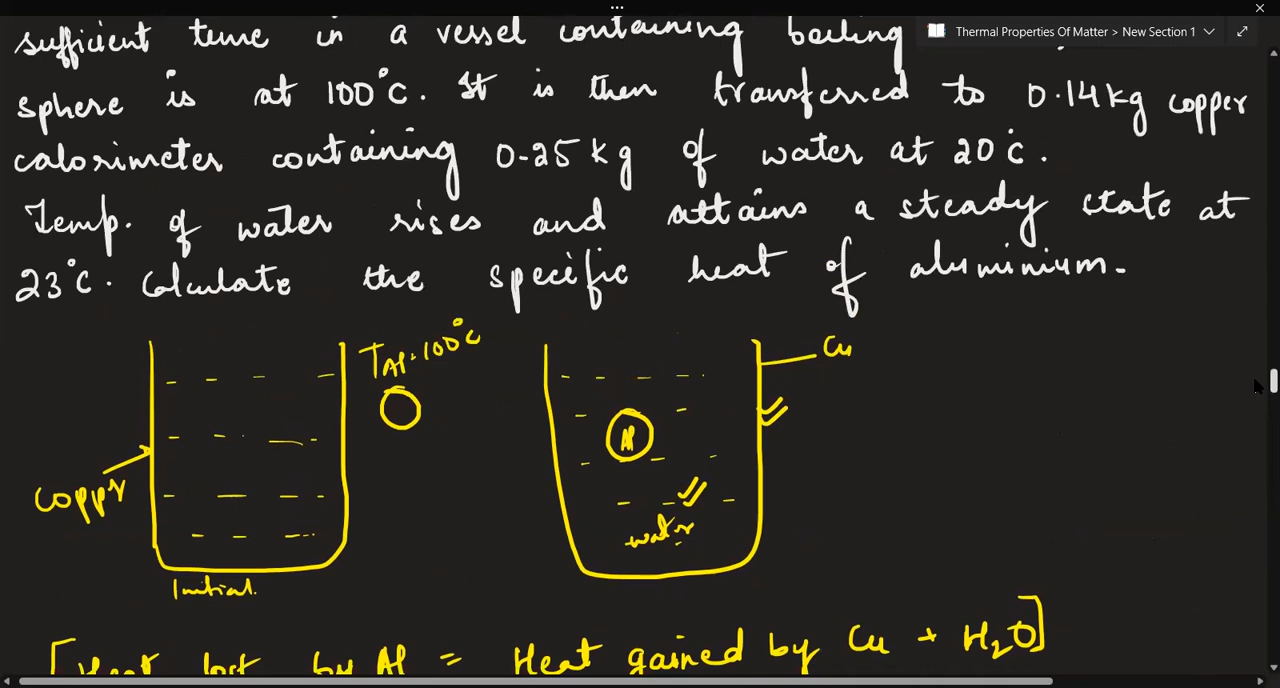 Thermal Properties Of Matter > New Section 1
sufficient time in a vessel containing boiling
sphere is at 100°C. It is then transferred to 0.14 kg copper
calorimeter containing 0.25 kg of water at 20°c.
Temp. of water rises and attains a steady state at
23°C. Calculate the specific heat of aluminium.
TAl = 100°C
Cu
Al
Copper
water
Initial.
[Heat lost by Al = Heat gained by Cu + H2O]